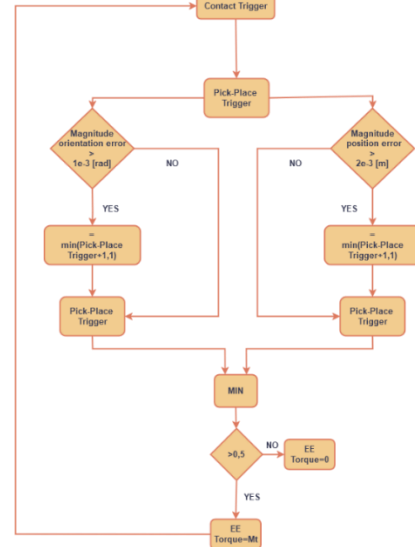 Contact Trigger
Pick-Place
Trigger
Magnitude
orientation error
>
1e-3 [rad]
NO
YES
=
min(Pick-Place
Trigger+1,1)
Pick-Place
Trigger
Magnitude
position error
>
2e-3 [m]
NO
YES
=
min(Pick-Place
Trigger+1,1)
Pick-Place
Trigger
MIN
>0,5
NO
EE
Torque=0
YES
EE
Torque=Mt